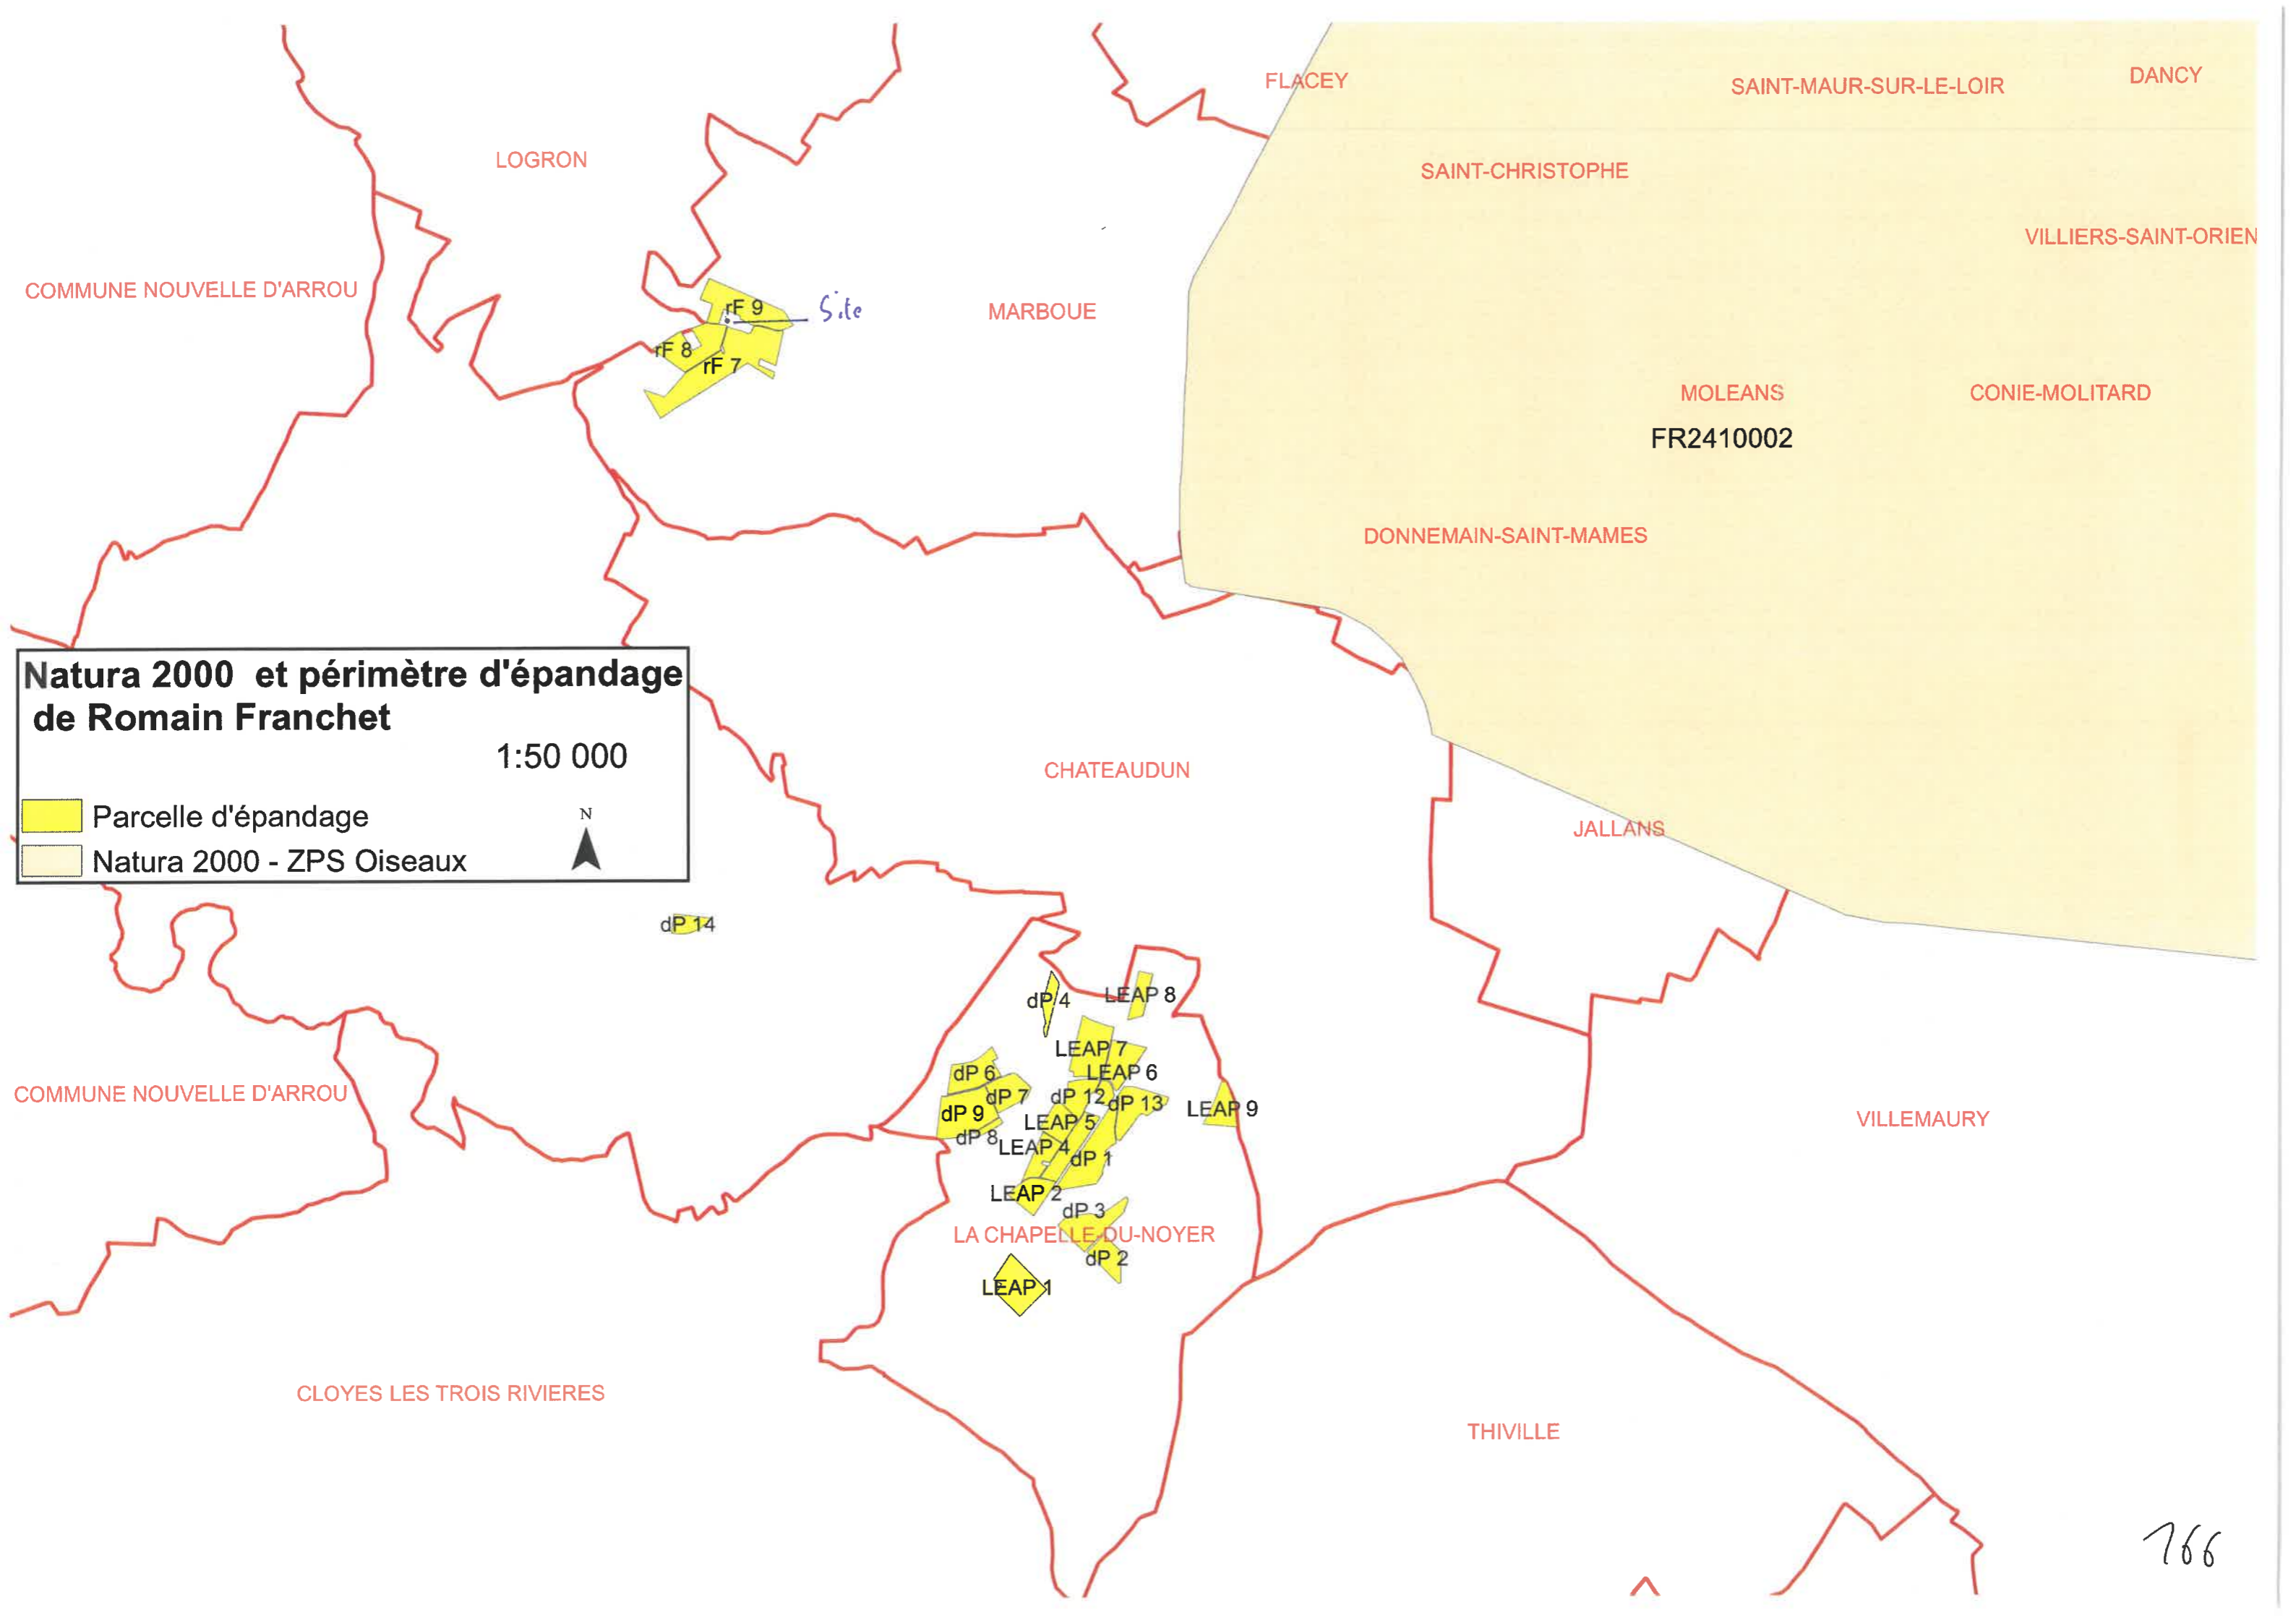 FLACEY
SAINT-MAUR-SUR-LE-LOIR
DANCY
LOGRON
SAINT-CHRISTOPHE
VILLIERS-SAINT-ORIEN
COMMUNE NOUVELLE D'ARROU
rF 9
Site
MARBOUE
rF 8
rF 7
MOLEANS
CONIE-MOLITARD
FR2410002
DONNEMAIN-SAINT-MAMES
Natura 2000 et périmètre d'épandage
de Romain Franchet
1:50 000
Parcelle d'épandage
N
Natura 2000 - ZPS Oiseaux
CHATEAUDUN
JALLANS
dP 14
dP 4
LEAP 8
LEAP 7
dP 6
LEAP 6
COMMUNE NOUVELLE D'ARROU
dP 7
dP 12
dP 13
dP 9
LEAP 9
LEAP 5
VILLEMAURY
dP 8
LEAP 4
dP 1
LEAP 2
dP 3
LA CHAPELLE-DU-NOYER
dP 2
LEAP 1
CLOYES LES TROIS RIVIERES
THIVILLE
166